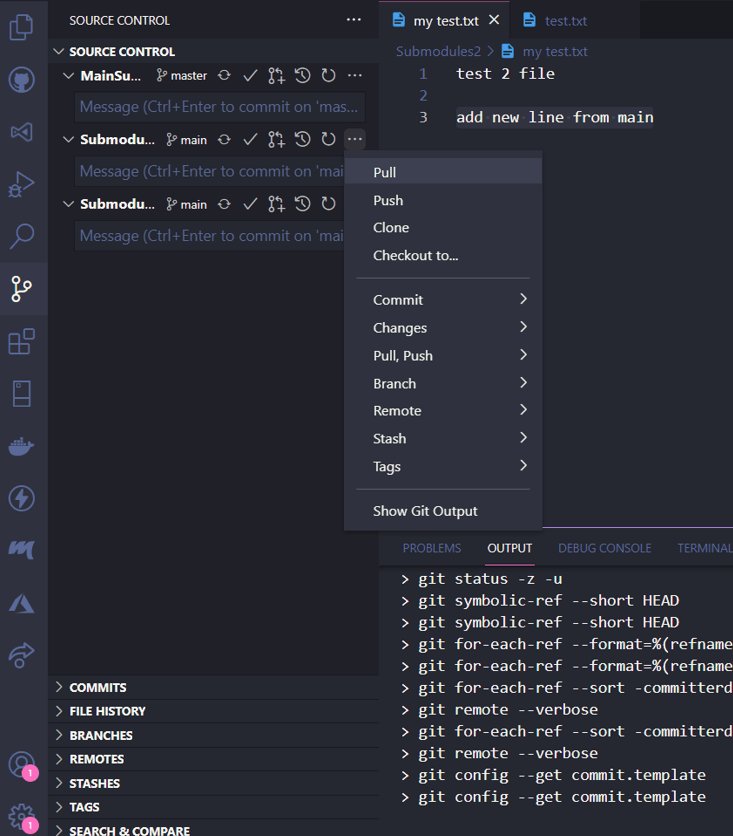 SOURCE CONTROL
SOURCE CONTROL
MainSu... master
Message (Ctrl+Enter to commit on 'mas...
Submodu... main
Message (Ctrl+Enter to commit on 'mai
Submodu... main
Message (Ctrl+Enter to commit on 'mai
Pull
Push
Clone
Checkout to...
Commit
Changes
Pull, Push
Branch
Remote
Stash
Tags
Show Git Output
COMMITS
FILE HISTORY
BRANCHES
REMOTES
STASHES
TAGS
SEARCH & COMPARE
1
1
my test.txt test.txt
Submodules2 > my test.txt
1 test 2 file
2
3 add new line from main
PROBLEMS OUTPUT DEBUG CONSOLE TERMINAL
> git status -z -u
> git symbolic-ref --short HEAD
> git symbolic-ref --short HEAD
> git for-each-ref --format=%(refname
> git for-each-ref --format=%(refname
> git for-each-ref --sort -committerd
> git remote --verbose
> git for-each-ref --sort -committerd
> git remote --verbose
> git config --get commit.template
> git config --get commit.template